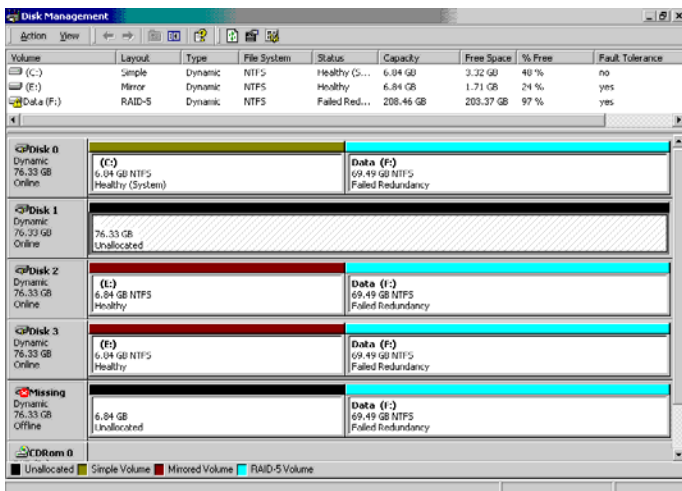 Disk Management
Action View
Volume Layout Type File System Status Capacity Free Space % Free Fault Tolerance
(C:) Simple Dynamic NTFS Healthy (S... 6.84 GB 3.32 GB 48 % no
(E:) Mirror Dynamic NTFS Healthy 6.84 GB 1.71 GB 24 % yes
Data (F:) RAID-5 Dynamic NTFS Failed Red... 208.46 GB 203.37 GB 97 % yes
Disk 0
Dynamic
76.33 GB
Online
(C:)
6.84 GB NTFS
Healthy (System)
Data (F:)
69.49 GB NTFS
Failed Redundancy
Disk 1
Dynamic
76.33 GB
Online
76.33 GB
Unallocated
Disk 2
Dynamic
76.33 GB
Online
(E:)
6.84 GB NTFS
Healthy
Data (F:)
69.49 GB NTFS
Failed Redundancy
Disk 3
Dynamic
76.33 GB
Online
(E:)
6.84 GB NTFS
Healthy
Data (F:)
69.49 GB NTFS
Failed Redundancy
Missing
Dynamic
76.33 GB
Offline
6.84 GB
Unallocated
Data (F:)
69.49 GB NTFS
Failed Redundancy
CDRom 0
Unallocated Simple Volume Mirrored Volume RAID-5 Volume